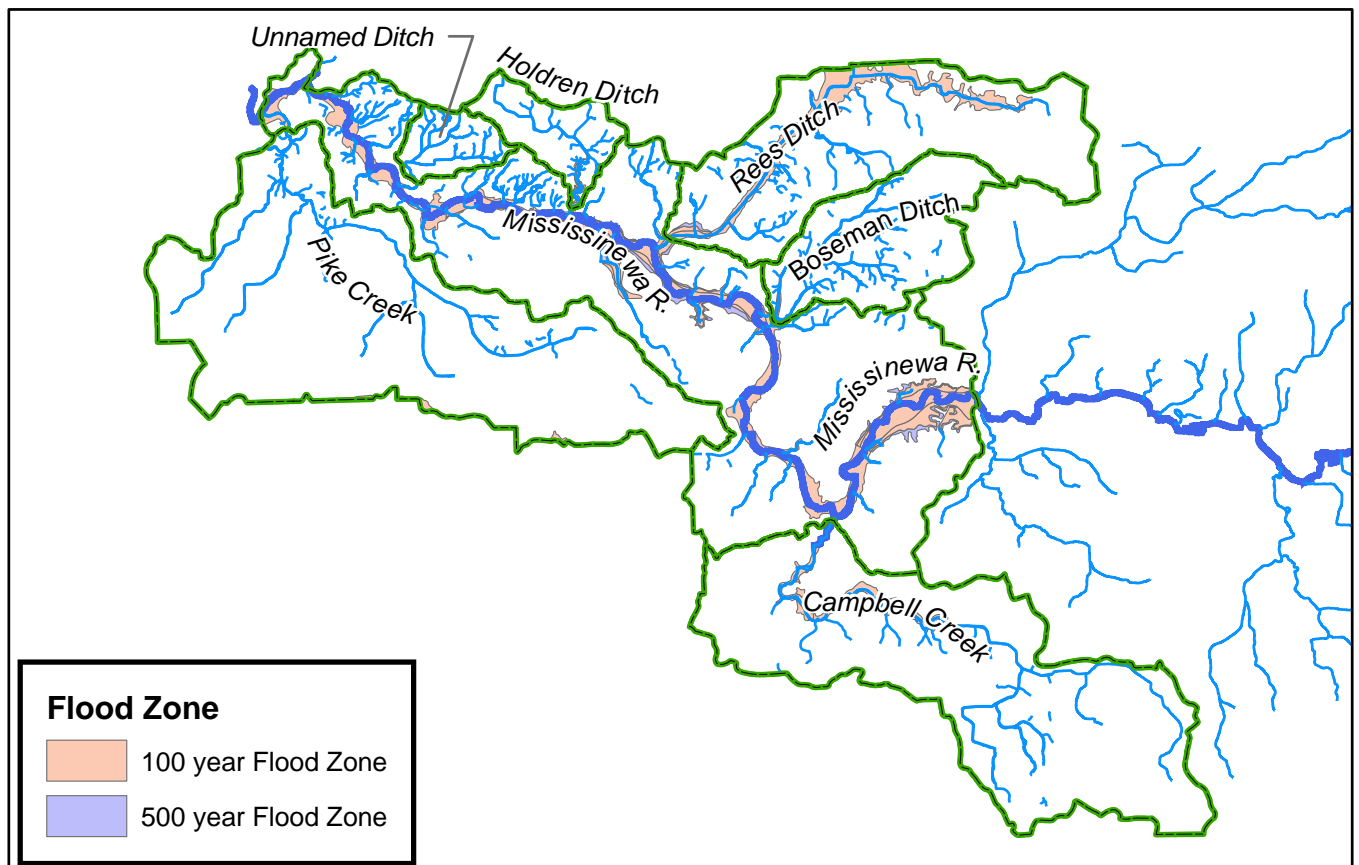 Unnamed Ditch
Holdren Ditch
Rees Ditch
Boseman Ditch
Mississinewa R.
Pike Creek
Mississinewa R.
Campbell Creek
Flood Zone
100 year Flood Zone
500 year Flood Zone